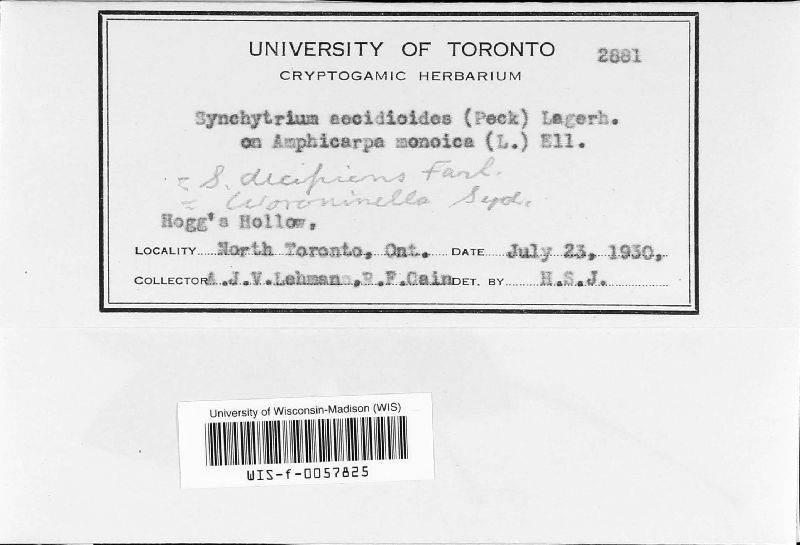 UNIVERSITY OF TORONTO 2881
CRYPTOGAMIC HERBARIUM
Synchytrium aecidioides (Peck) Lagerh.
on Amphicarpa monoica (L.) Ell.
= S. decipiens Farl.
= Woroninella Syd.
Hogg's Hollow,
LOCALITY North Toronto, Ont. DATE July 23, 1930,
COLLECTOR A.J.V.Lehmann,R.F.Cain DET. BY H.S.J.
University of Wisconsin-Madison (WIS)
WIS-f-0057825